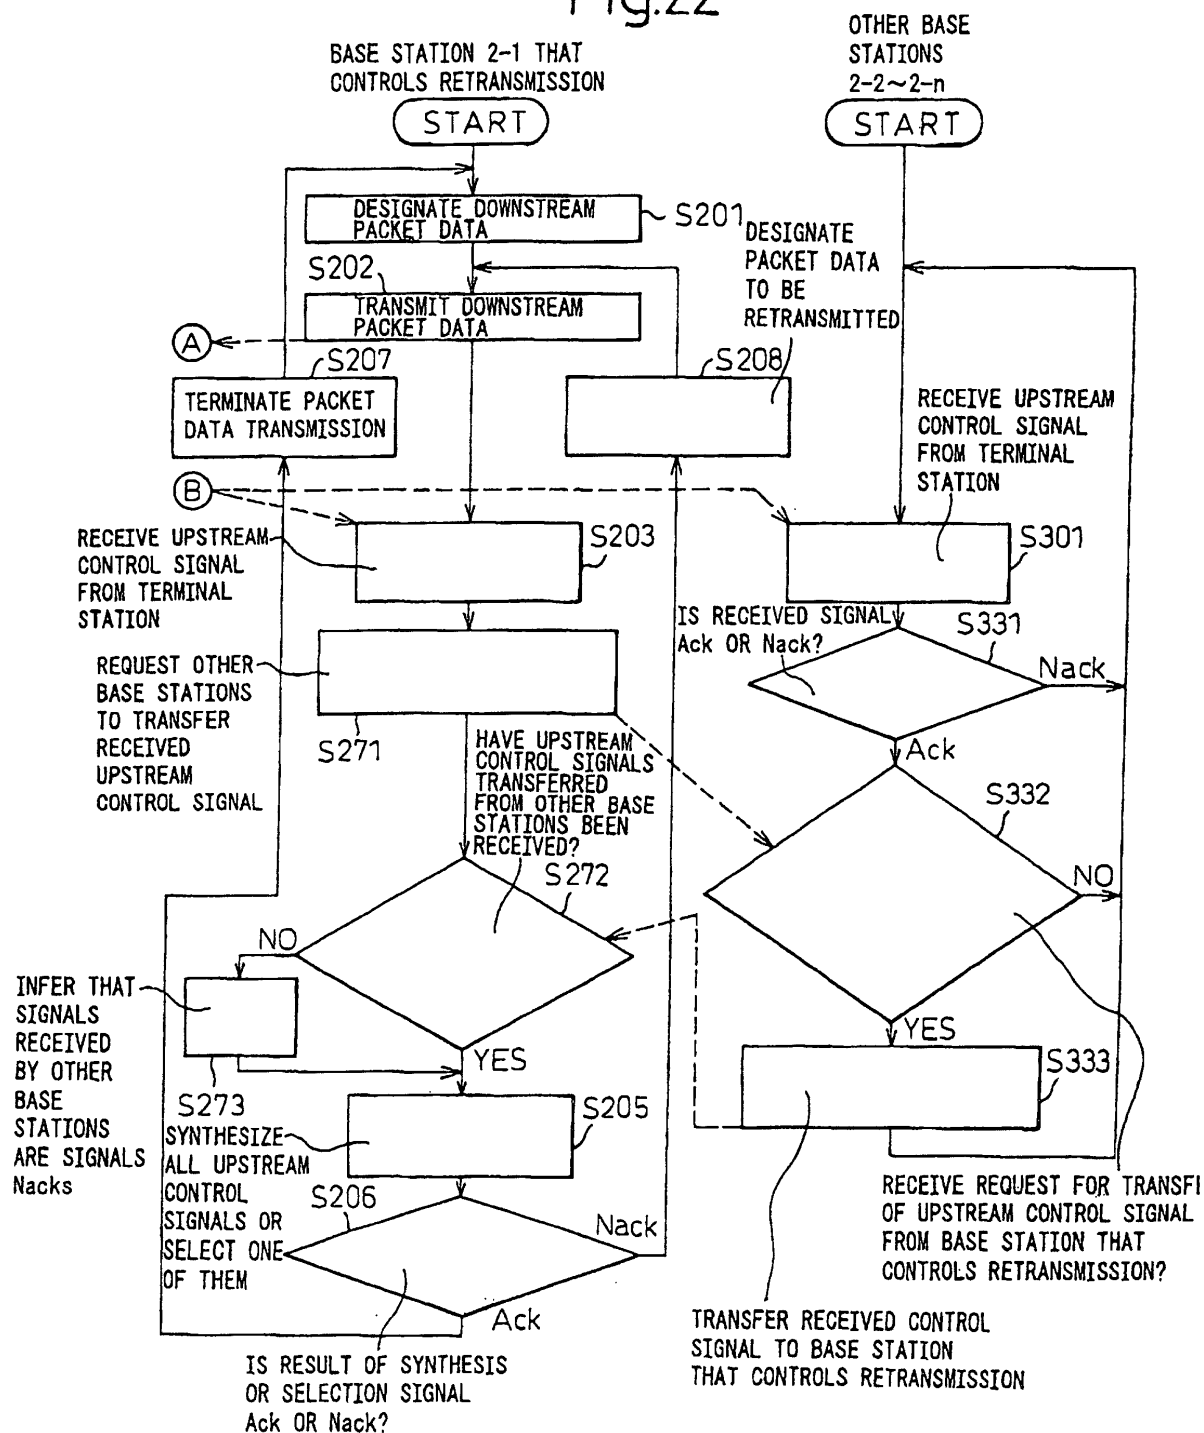 Fig.22
BASE STATION 2-1 THAT
CONTROLS RETRANSMISSION
OTHER BASE
STATIONS
2-2~2-n
START
START
DESIGNATE DOWNSTREAM
PACKET DATA
S201
DESIGNATE
PACKET DATA
TO BE
RETRANSMITTED
S202
TRANSMIT DOWNSTREAM
PACKET DATA
A
S207
TERMINATE PACKET
DATA TRANSMISSION
S208
RECEIVE UPSTREAM
CONTROL SIGNAL
FROM TERMINAL
STATION
B
RECEIVE UPSTREAM
CONTROL SIGNAL
FROM TERMINAL
STATION
S203
S301
IS RECEIVED SIGNAL
Ack OR Nack?
S331
Nack
Ack
REQUEST OTHER
BASE STATIONS
TO TRANSFER
RECEIVED
UPSTREAM
CONTROL SIGNAL
S271
HAVE UPSTREAM
CONTROL SIGNALS
TRANSFERRED
FROM OTHER BASE
STATIONS BEEN
RECEIVED?
S272
S332
NO
NO
YES
YES
INFER THAT
SIGNALS
RECEIVED
BY OTHER
BASE
STATIONS
ARE SIGNALS
Nacks
S273
S333
S205
SYNTHESIZE
ALL UPSTREAM
CONTROL
SIGNALS OR
SELECT ONE
OF THEM
S206
Nack
Ack
RECEIVE REQUEST FOR TRANSF
OF UPSTREAM CONTROL SIGNAL
FROM BASE STATION THAT
CONTROLS RETRANSMISSION?
TRANSFER RECEIVED CONTROL
SIGNAL TO BASE STATION
THAT CONTROLS RETRANSMISSION
IS RESULT OF SYNTHESIS
OR SELECTION SIGNAL
Ack OR Nack?